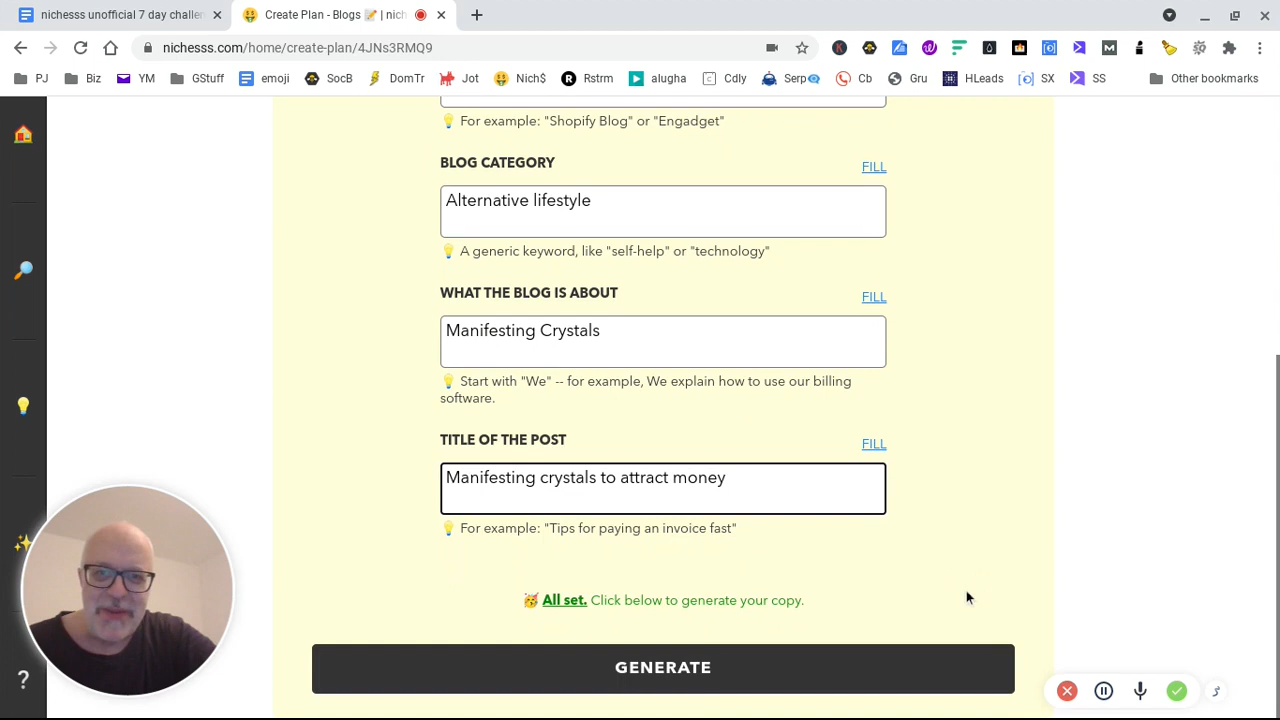 nichesss unofficial 7 day challen
Create Plan - Blogs 📝 | nich
nichesss.com/home/create-plan/4JNs3RMQ9
PJ
Biz
YM
GStuff
emoji
SocB
DomTr
Jot
Nich$
Rstrm
alugha
Cdly
Serp
Cb
Gru
HLeads
SX
SS
Other bookmarks
💡 For example: "Shopify Blog" or "Engadget"
BLOG CATEGORY
FILL
Alternative lifestyle
💡 A generic keyword, like "self-help" or "technology"
WHAT THE BLOG IS ABOUT
FILL
Manifesting Crystals
💡 Start with "We" -- for example, We explain how to use our billing
software.
TITLE OF THE POST
FILL
Manifesting crystals to attract money
💡 For example: "Tips for paying an invoice fast"
🥳 All set. Click below to generate your copy.
GENERATE